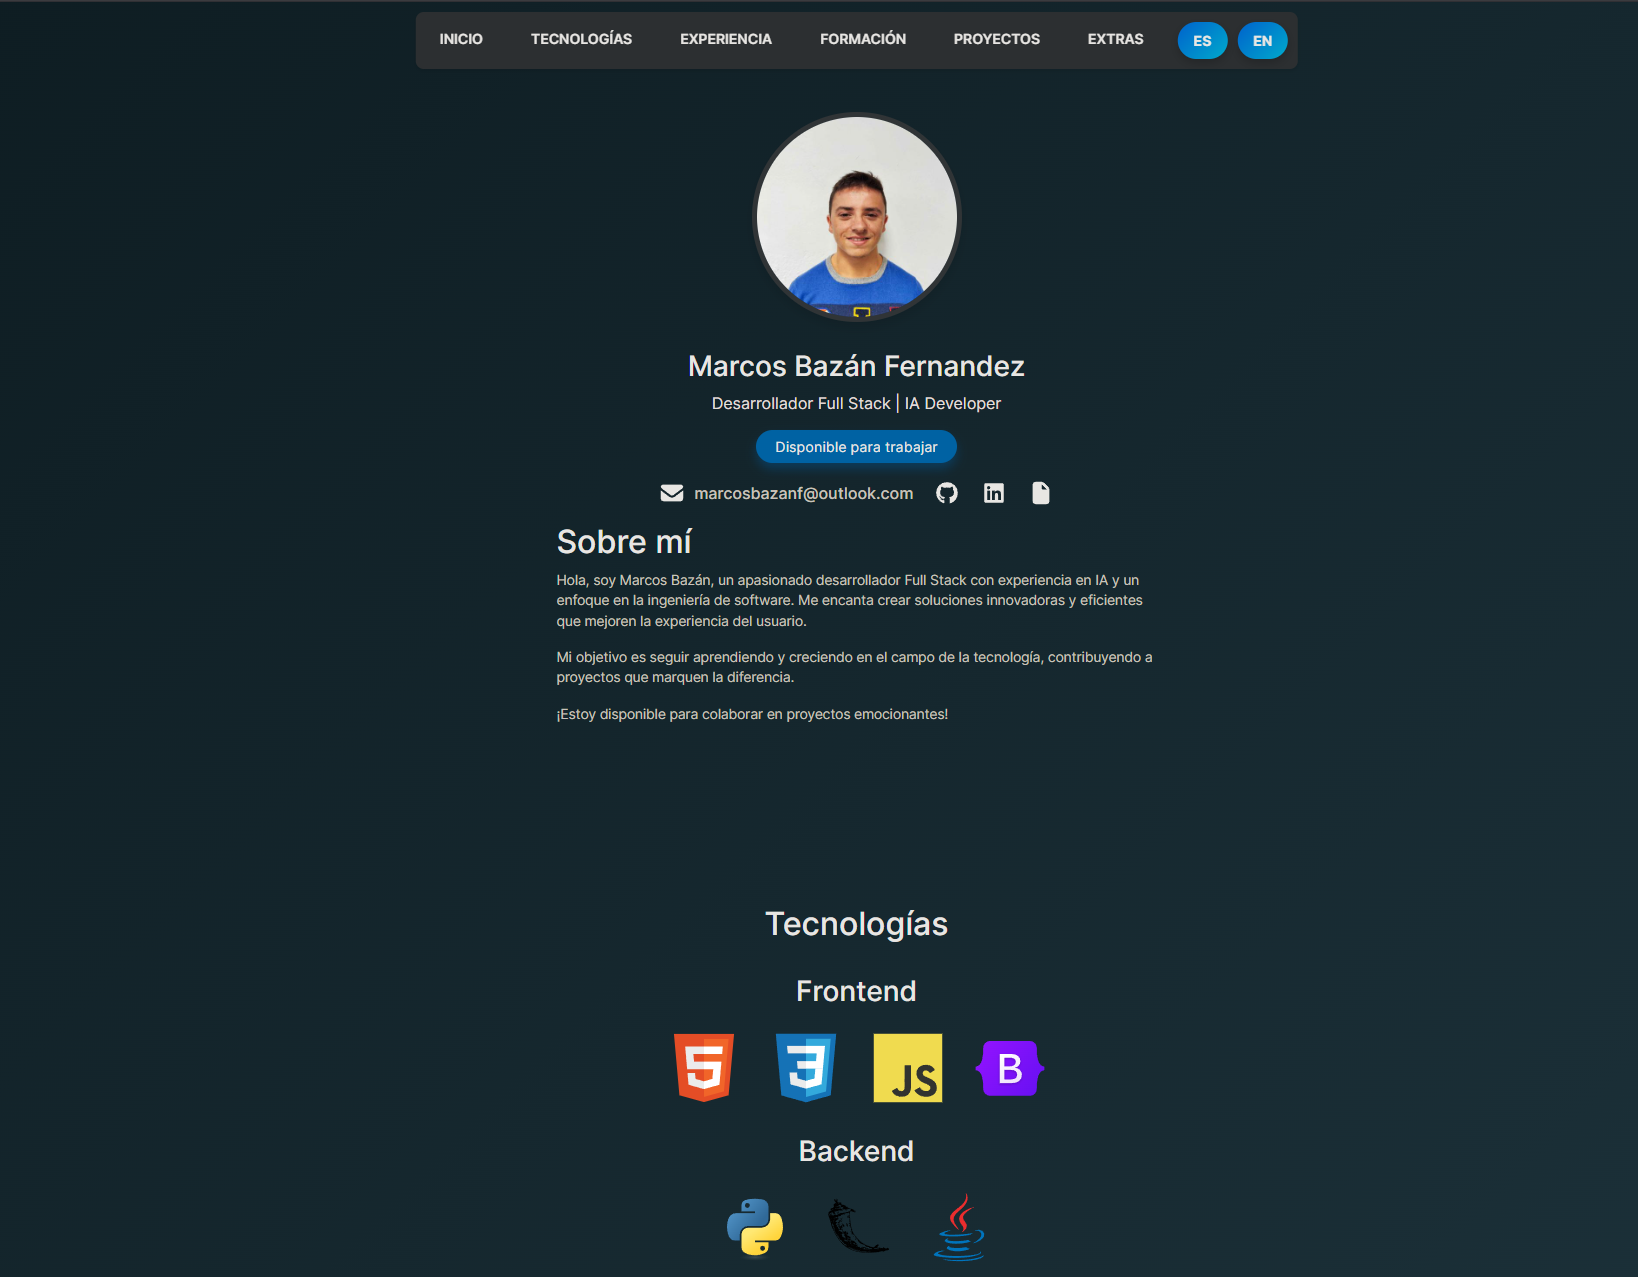 INICIO TECNOLOGÍAS EXPERIENCIA FORMACIÓN PROYECTOS EXTRAS ES EN
Marcos Bazán Fernandez
Desarrollador Full Stack | IA Developer
Disponible para trabajar
marcosbazanf@outlook.com in
Sobre mí
Hola, soy Marcos Bazán, un apasionado desarrollador Full Stack con experiencia en IA y un
enfoque en la ingeniería de software. Me encanta crear soluciones innovadoras y eficientes
que mejoren la experiencia del usuario.
Mi objetivo es seguir aprendiendo y creciendo en el campo de la tecnología, contribuyendo a
proyectos que marquen la diferencia.
¡Estoy disponible para colaborar en proyectos emocionantes!
Tecnologías
Frontend
5 3 JS B
Backend